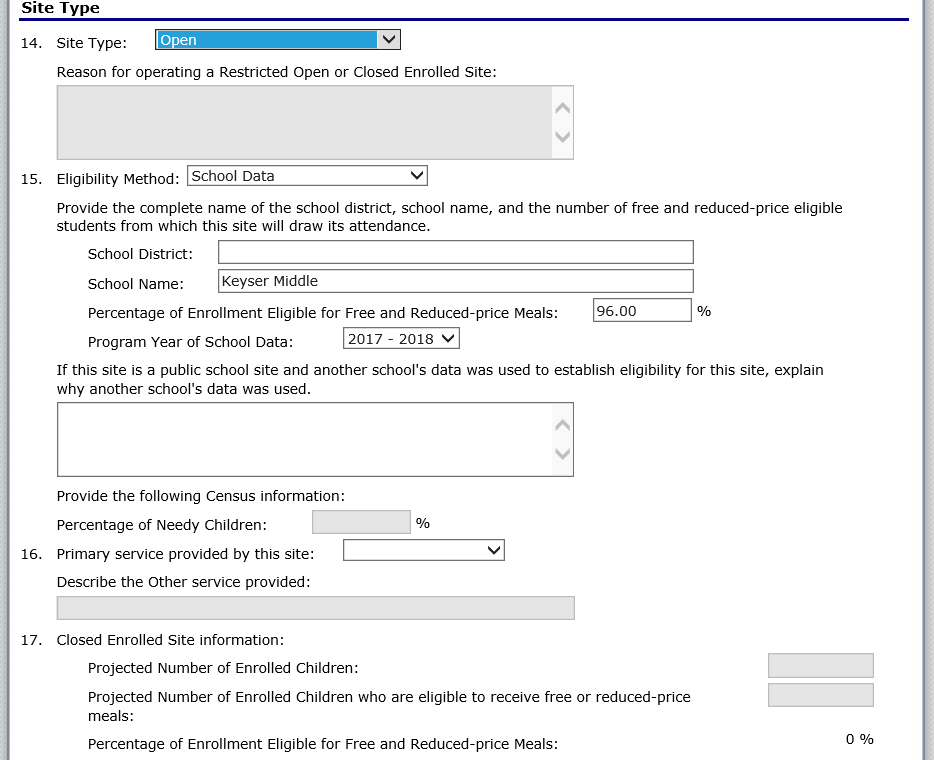 Site Type
14. Site Type: Open
Reason for operating a Restricted Open or Closed Enrolled Site:
15. Eligibility Method: School Data
Provide the complete name of the school district, school name, and the number of free and reduced-price eligible
students from which this site will draw its attendance.
School District:
School Name: Keyser Middle
Percentage of Enrollment Eligible for Free and Reduced-price Meals: 96.00 %
Program Year of School Data: 2017 - 2018
If this site is a public school site and another school's data was used to establish eligibility for this site, explain
why another school's data was used.
Provide the following Census information:
Percentage of Needy Children: %
16. Primary service provided by this site:
Describe the Other service provided:
17. Closed Enrolled Site information:
Projected Number of Enrolled Children:
Projected Number of Enrolled Children who are eligible to receive free or reduced-price
meals:
Percentage of Enrollment Eligible for Free and Reduced-price Meals: 0 %